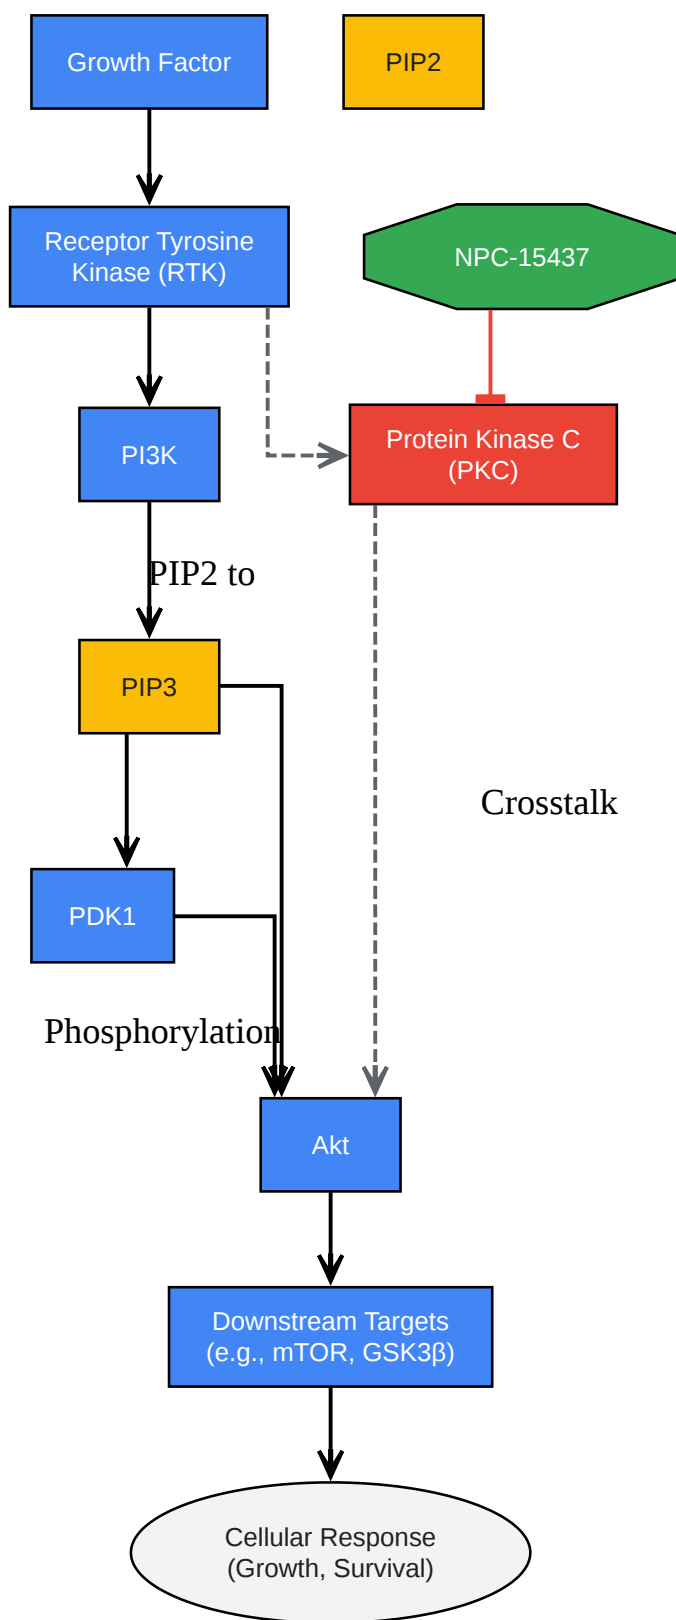 Growth Factor
PIP2
Receptor Tyrosine
Kinase (RTK)
NPC-15437
Protein Kinase C
(PKC)
PI3K
PIP2 to
PIP3
Crosstalk
PDK1
Phosphorylation
Akt
Downstream Targets
(e.g., mTOR, GSK3β)
Cellular Response
(Growth, Survival)